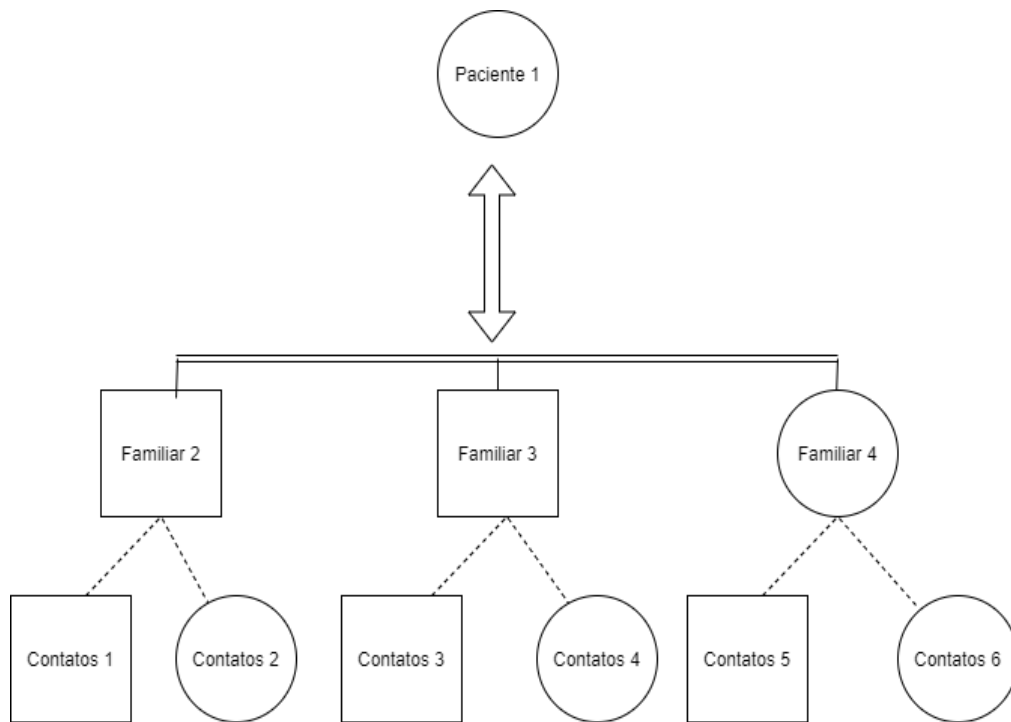 Paciente 1
Familiar 2
Familiar 3
Familiar 4
Contatos 1
Contatos 2
Contatos 3
Contatos 4
Contatos 5
Contatos 6